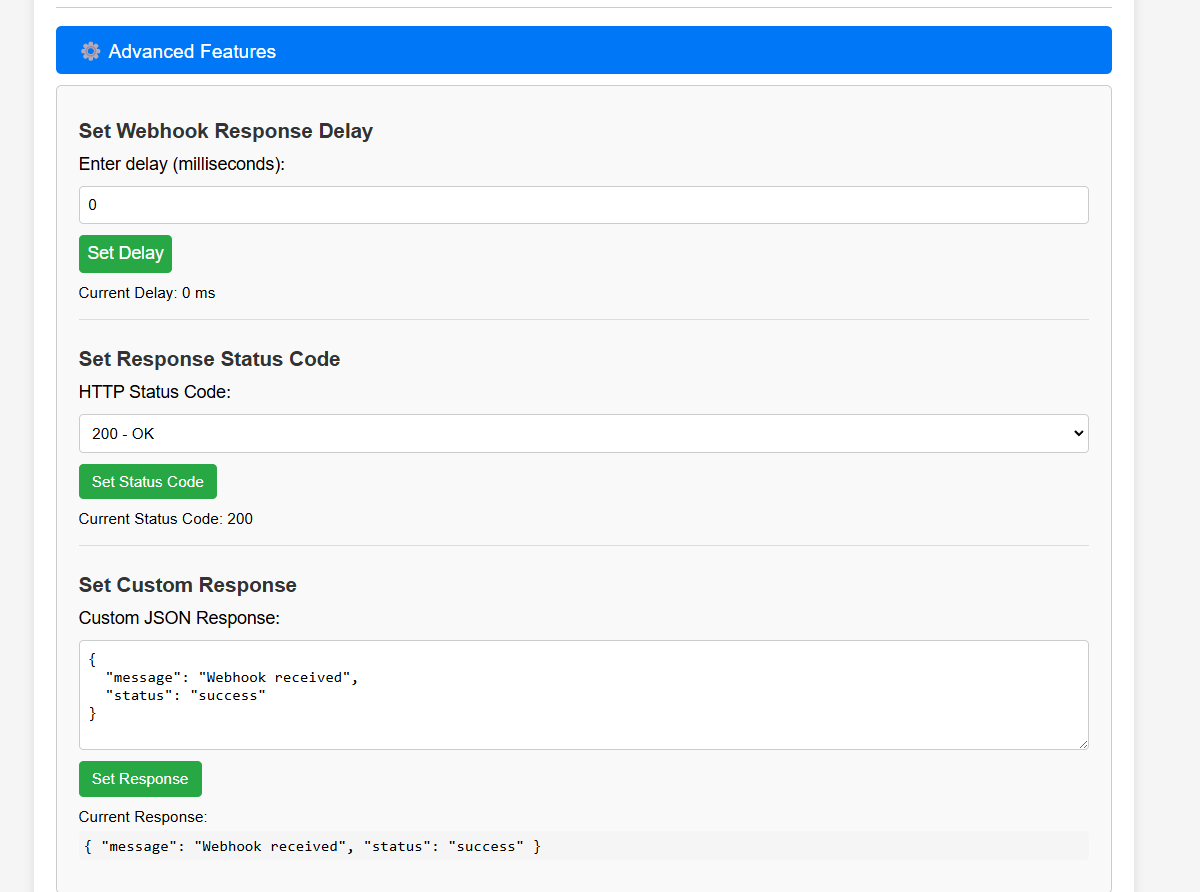 Advanced Features
Set Webhook Response Delay
Enter delay (milliseconds):
0
Set Delay
Current Delay: 0 ms
Set Response Status Code
HTTP Status Code:
200 - OK
Set Status Code
Current Status Code: 200
Set Custom Response
Custom JSON Response:
{
  "message": "Webhook received",
  "status": "success"
}
Set Response
Current Response:
{ "message": "Webhook received", "status": "success" }